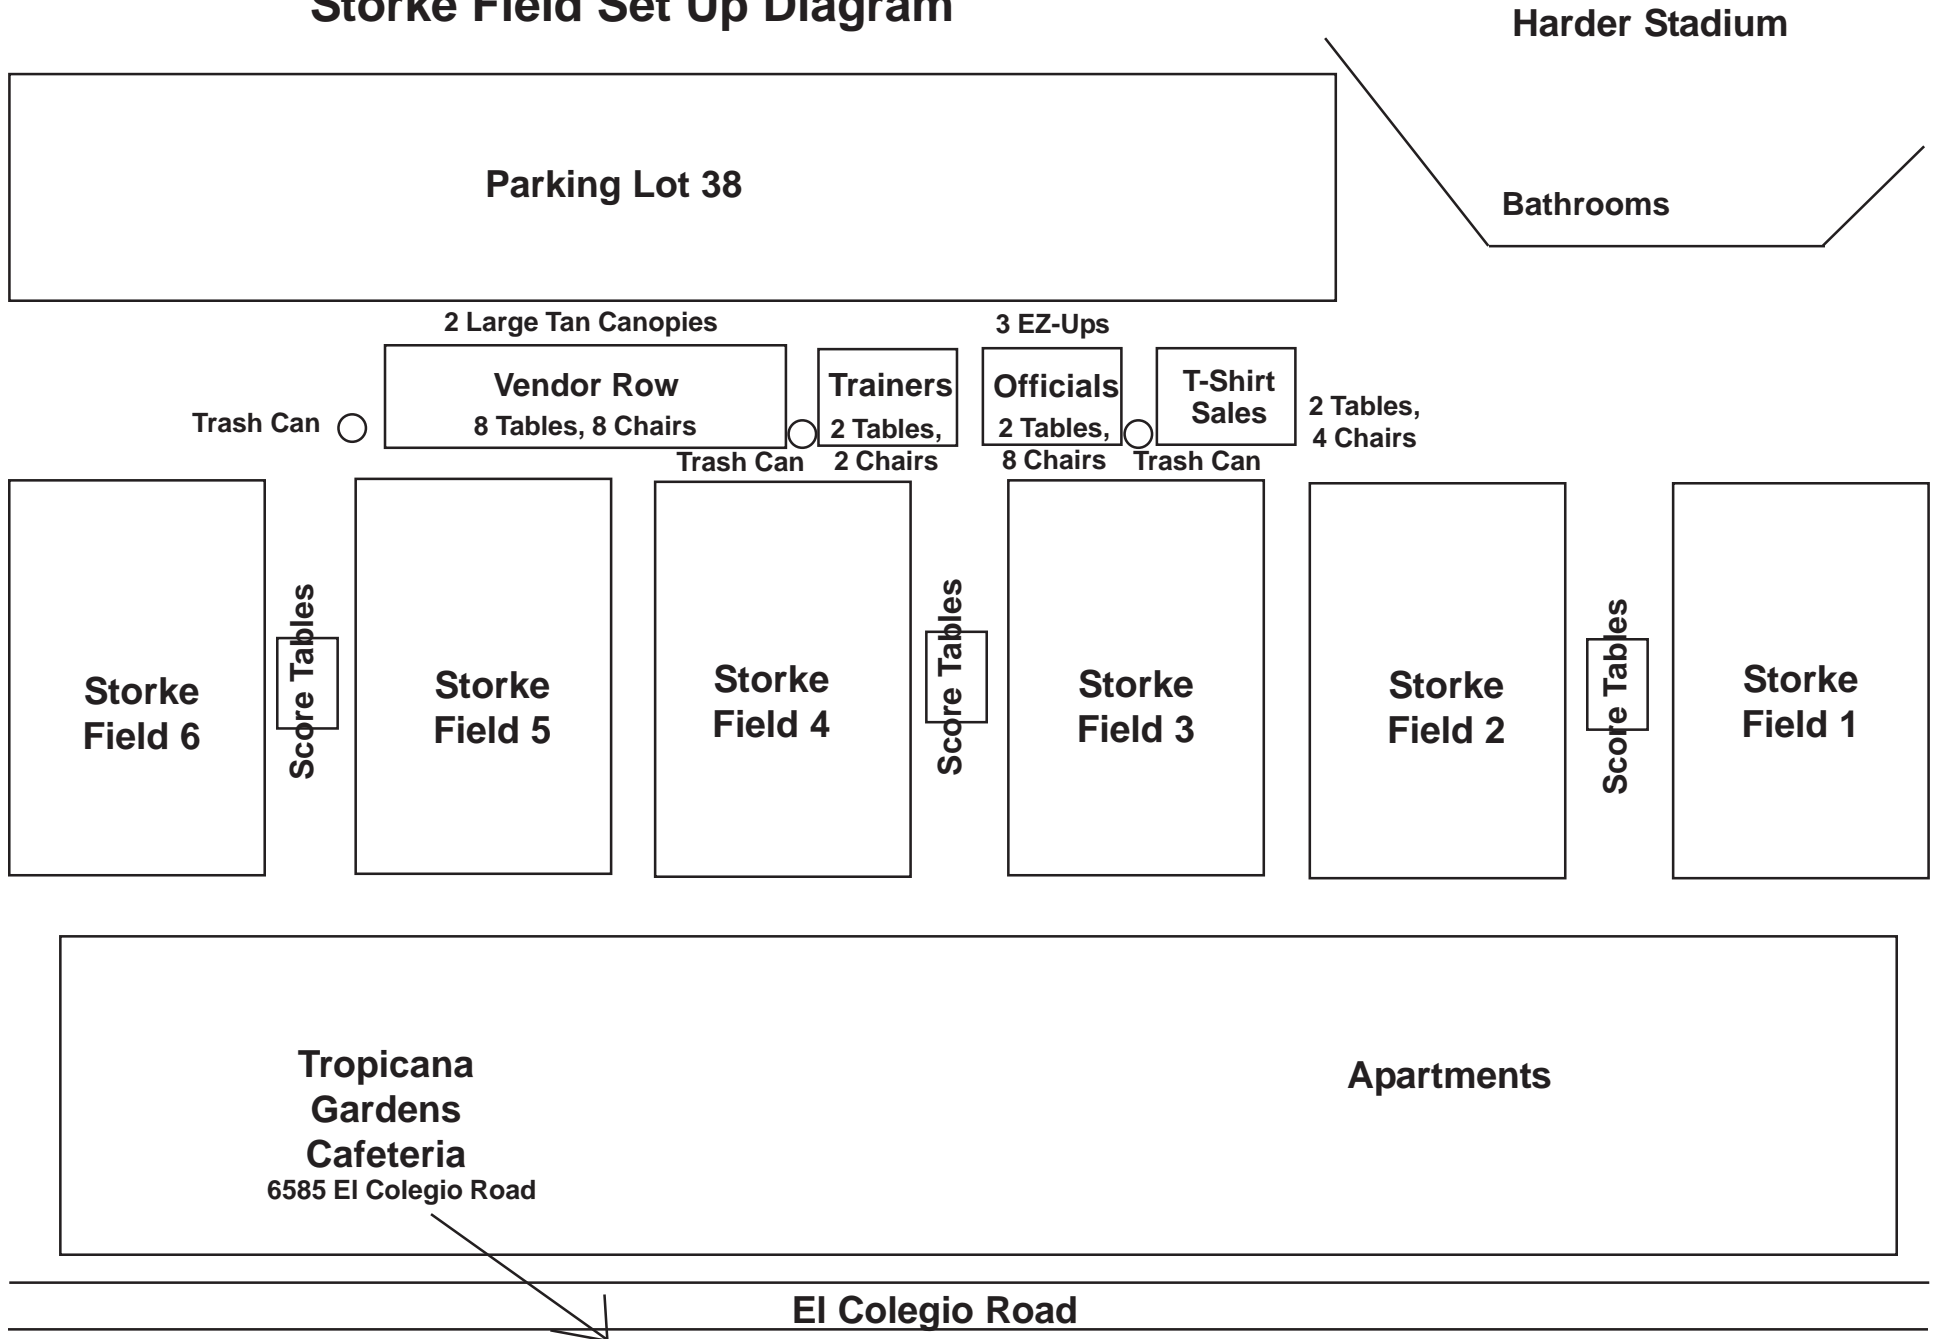 Storke Field Set Up Diagram
Harder Stadium
Parking Lot 38
Bathrooms
2 Large Tan Canopies
3 EZ-Ups
Vendor Row
8 Tables, 8 Chairs
Trainers
2 Tables,
2 Chairs
Officials
2 Tables,
8 Chairs
T-Shirt
Sales
2 Tables,
4 Chairs
Trash Can
Trash Can
Trash Can
Storke
Field 6
Score Tables
Storke
Field 5
Storke
Field 4
Score Tables
Storke
Field 3
Storke
Field 2
Score Tables
Storke
Field 1
Tropicana
Gardens
Cafeteria
6585 El Colegio Road
Apartments
El Colegio Road